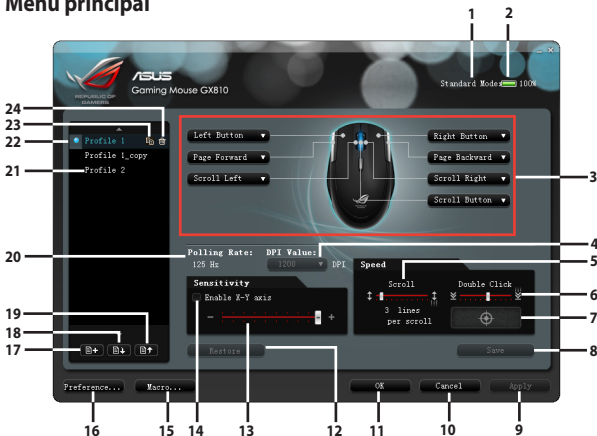 Menu principal
1
2
Standard Mode 100%
REPUBLIC OF
GAMERS
ASUS
Gaming Mouse GX810
24
23
22
21
Profile 1
Profile 1_copy
Profile 2
Left Button
Page Forward
Scroll Left
Right Button
Page Backward
Scroll Right
Scroll Button
3
4
5
20
Polling Rate:
125 Hz
DPI Value:
1200
DPI
Speed
Scroll
Double Click
3 lines
per scroll
6
7
Sensitivity
Enable X-Y axis
- +
19
18
17
Restore
Save
8
Preference...
Macro...
OK
Cancel
Apply
16
15
14
13
12
11
10
9